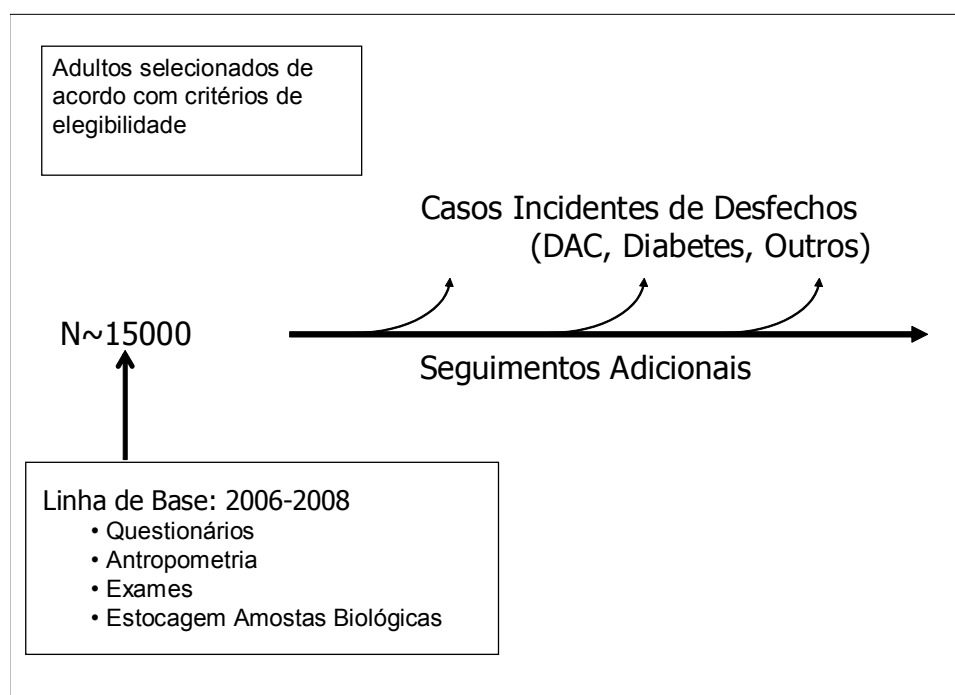 Adultos selecionados de
acordo com critérios de
elegibilidade
Casos Incidentes de Desfechos
(DAC, Diabetes, Outros)
N~15000
Seguimentos Adicionais
Linha de Base: 2006-2008
• Questionários
• Antropometria
• Exames
• Estocagem Amostras Biológicas